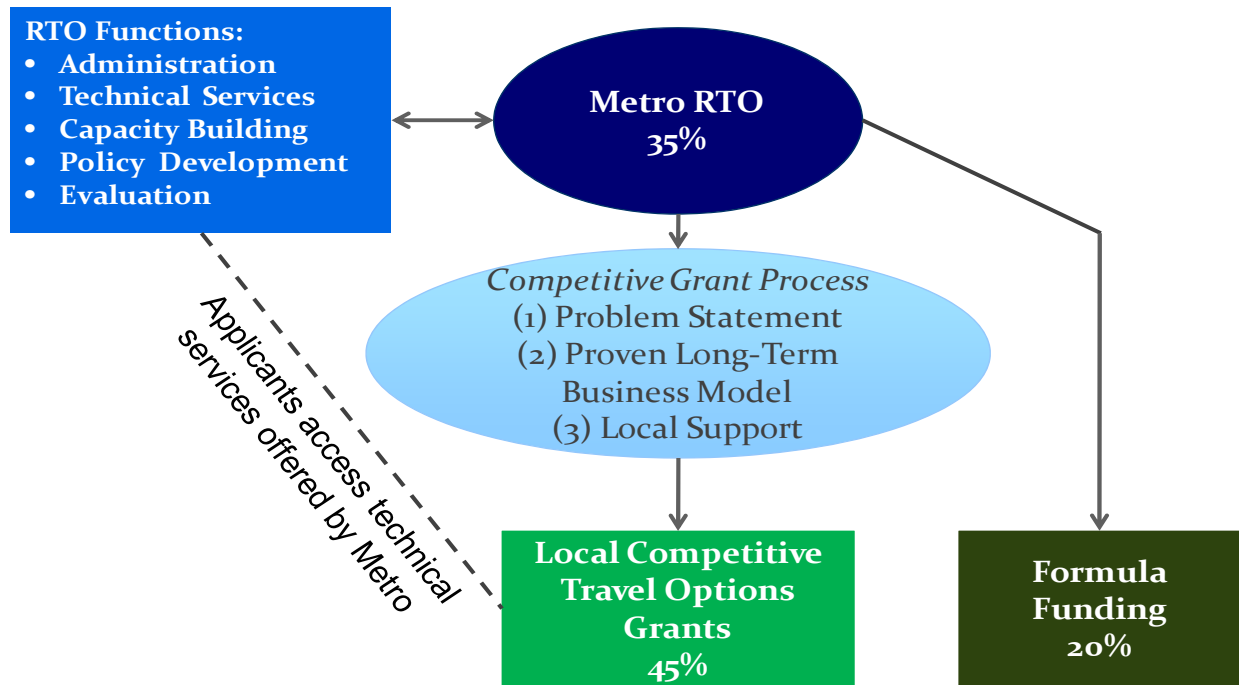 RTO Functions:
• Administration
• Technical Services
• Capacity Building
• Policy Development
• Evaluation
Metro RTO
35%
Competitive Grant Process
(1) Problem Statement
(2) Proven Long-Term
Business Model
(3) Local Support
Applicants access technical
services offered by Metro
Local Competitive
Travel Options
Grants
45%
Formula
Funding
20%